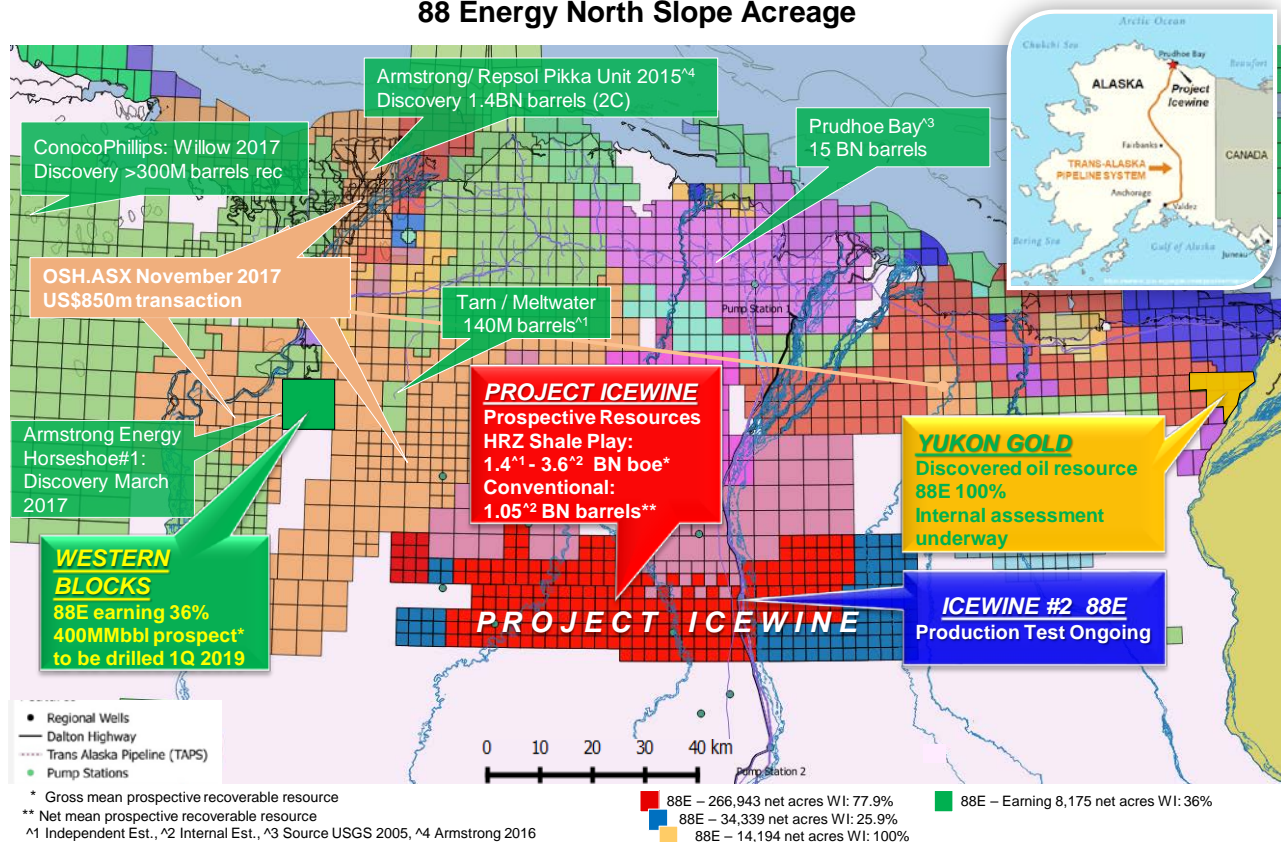 88 Energy North Slope Acreage
Arctic Ocean
Chukchi Sea
Prudhoe Bay
Beaufort
ALASKA
Project
Icewine
Fairbanks
CANADA
TRANS-ALASKA
PIPELINE SYSTEM
Anchorage
Valdez
Bering Sea
Gulf of Alaska
Juneau
Armstrong/ Repsol Pikka Unit 2015^4
Discovery 1.4BN barrels (2C)
Prudhoe Bay^3
15 BN barrels
ConocoPhillips: Willow 2017
Discovery >300M barrels rec
OSH.ASX November 2017
US$850m transaction
Tarn / Meltwater
140M barrels^1
Pump Station 1
PROJECT ICEWINE
Prospective Resources
HRZ Shale Play:
1.4^1 - 3.6^2 BN boe*
Conventional:
1.05^2 BN barrels**
Armstrong Energy
Horseshoe#1:
Discovery March
2017
YUKON GOLD
Discovered oil resource
88E 100%
Internal assessment
underway
WESTERN
BLOCKS
88E earning 36%
400MMbbl prospect*
to be drilled 1Q 2019
PROJECT ICEWINE
ICEWINE #2 88E
Production Test Ongoing
Regional Wells
Dalton Highway
Trans Alaska Pipeline (TAPS)
Pump Stations
0 10 20 30 40 km
Pump Station 2
* Gross mean prospective recoverable resource
** Net mean prospective recoverable resource
^1 Independent Est., ^2 Internal Est., ^3 Source USGS 2005, ^4 Armstrong 2016
88E – 266,943 net acres WI: 77.9%
88E – 34,339 net acres WI: 25.9%
88E – 14,194 net acres WI: 100%
88E – Earning 8,175 net acres WI: 36%